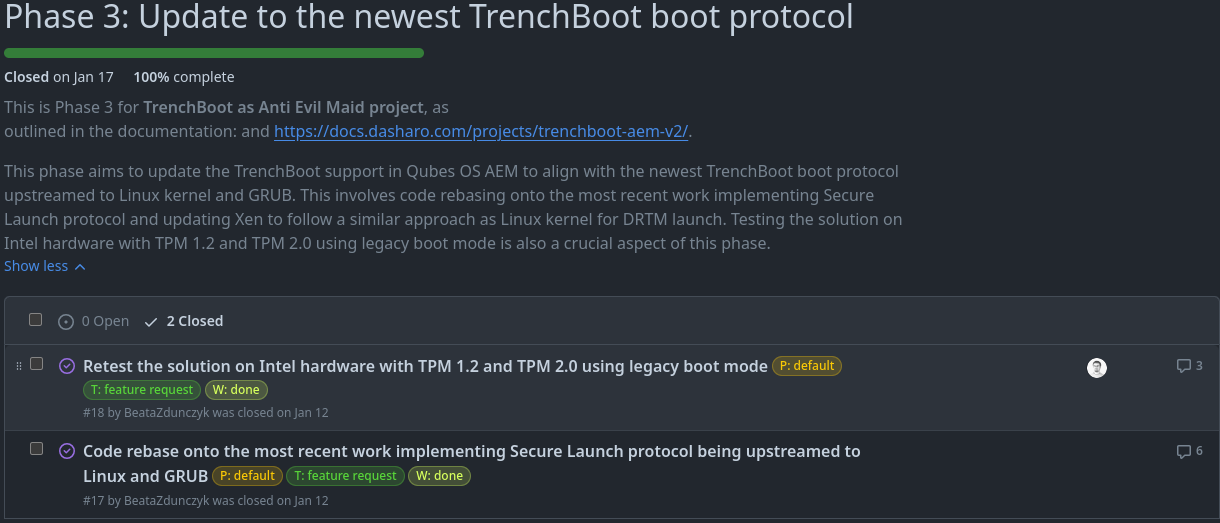 Phase 3: Update to the newest TrenchBoot boot protocol
Closed on Jan 17 100% complete
This is Phase 3 for TrenchBoot as Anti Evil Maid project, as
outlined in the documentation: and https://docs.dasharo.com/projects/trenchboot-aem-v2/.
This phase aims to update the TrenchBoot support in Qubes OS AEM to align with the newest TrenchBoot boot protocol
upstreamed to Linux kernel and GRUB. This involves code rebasing onto the most recent work implementing Secure
Launch protocol and updating Xen to follow a similar approach as Linux kernel for DRTM launch. Testing the solution on
Intel hardware with TPM 1.2 and TPM 2.0 using legacy boot mode is also a crucial aspect of this phase.
Show less
0 Open 2 Closed
Retest the solution on Intel hardware with TPM 1.2 and TPM 2.0 using legacy boot mode P: default 3
T: feature request W: done
#18 by BeataZdunczyk was closed on Jan 12
Code rebase onto the most recent work implementing Secure Launch protocol being upstreamed to 6
Linux and GRUB P: default T: feature request W: done
#17 by BeataZdunczyk was closed on Jan 12